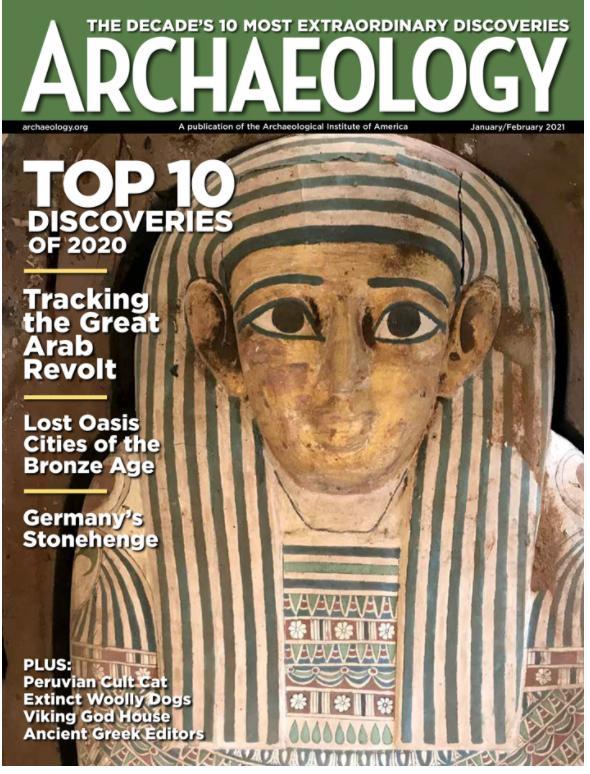 THE DECADE'S 10 MOST EXTRAORDINARY DISCOVERIES
ARCHAEOLOGY
archaeology.org
A publication of the Archaeological Institute of America
January/February 2021
TOP 10
DISCOVERIES
OF 2020
Tracking
the Great
Arab
Revolt
Lost Oasis
Cities of the
Bronze Age
Germany's
Stonehenge
PLUS:
Peruvian Cult Cat
Extinct Woolly Dogs
Viking God House
Ancient Greek Editors